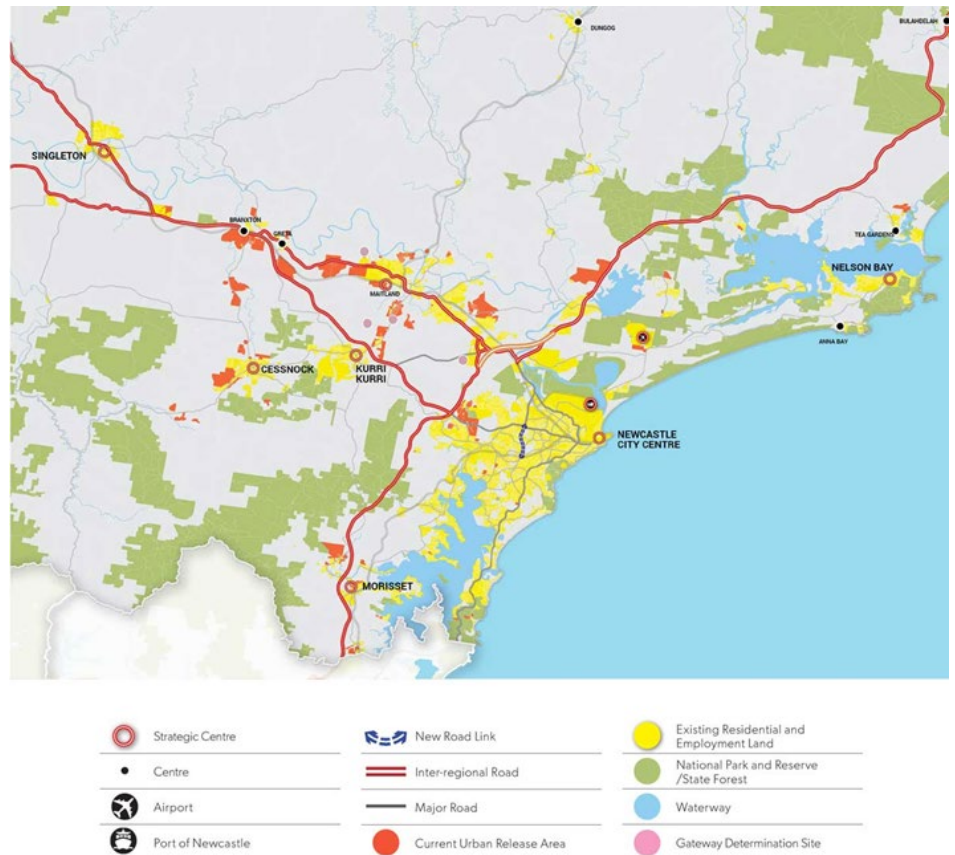 DUNGOG
BULAHDELAH
SINGLETON
BRANXTON
GRETA
TEA GARDENS
NELSON BAY
MAITLAND
ANNA BAY
KURRI
KURRI
CESSNOCK
NEWCASTLE
CITY CENTRE
MORISSET
Strategic Centre
New Road Link
Existing Residential and
Employment Land
Centre
Inter-regional Road
National Park and Reserve
/State Forest
Airport
Major Road
Waterway
Port of Newcastle
Current Urban Release Area
Gateway Determination Site